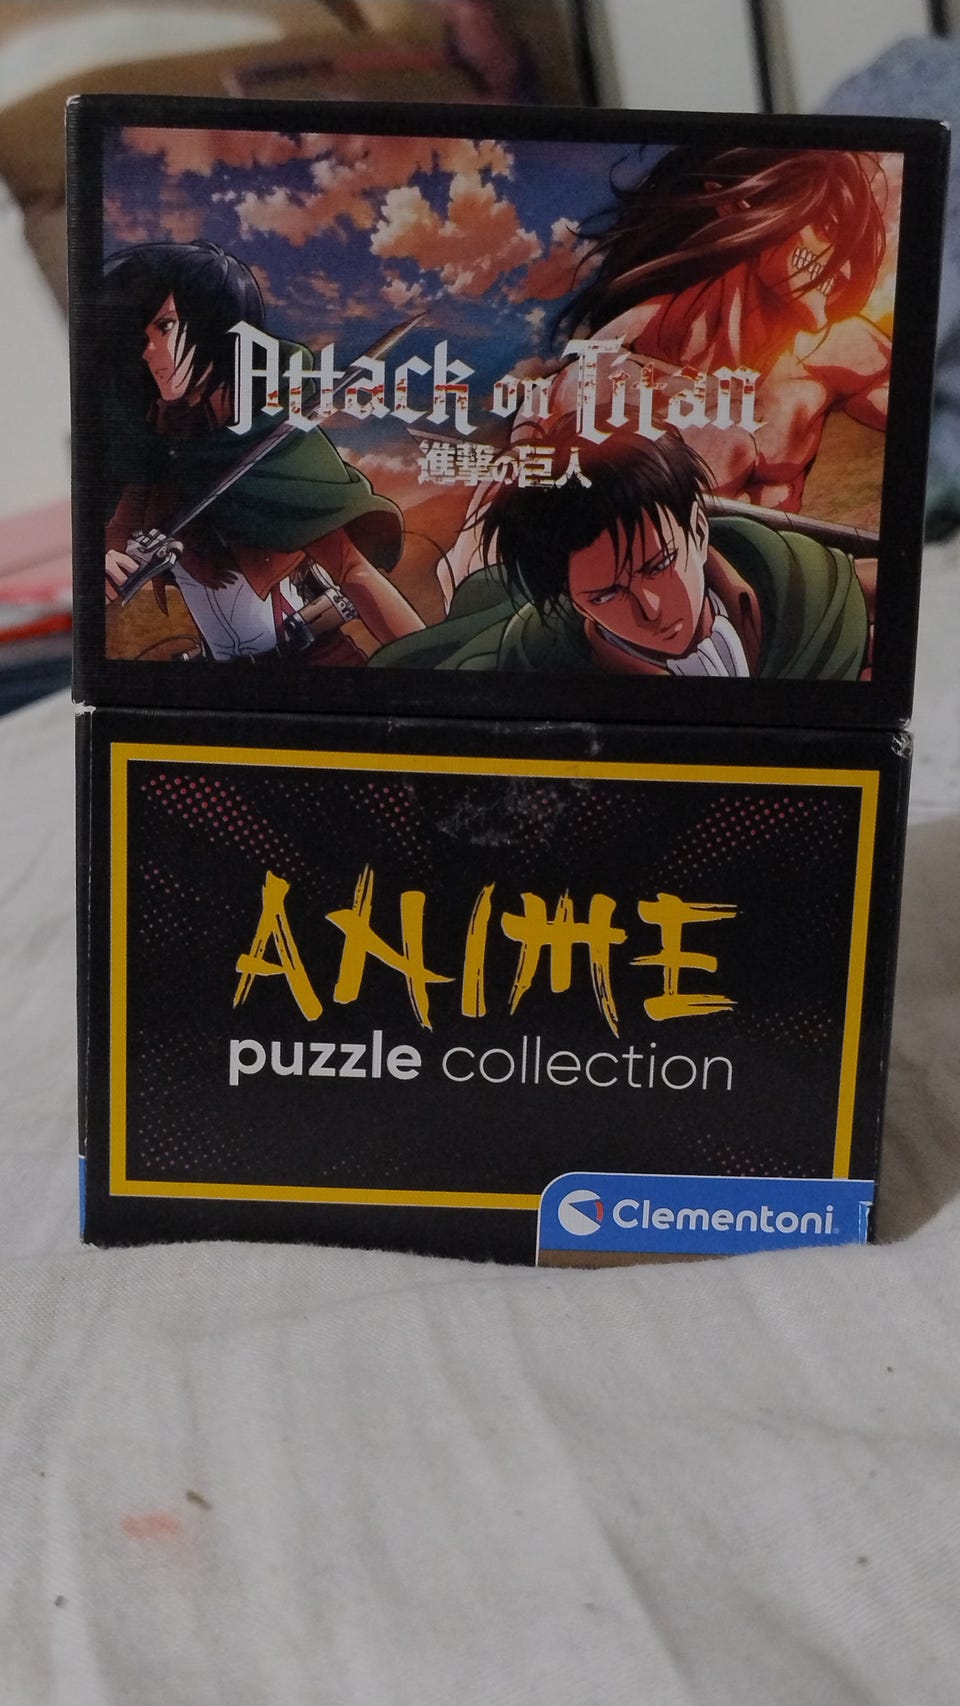 Attack on Titan
進撃の巨人
ANIME
puzzle collection
Clementoni